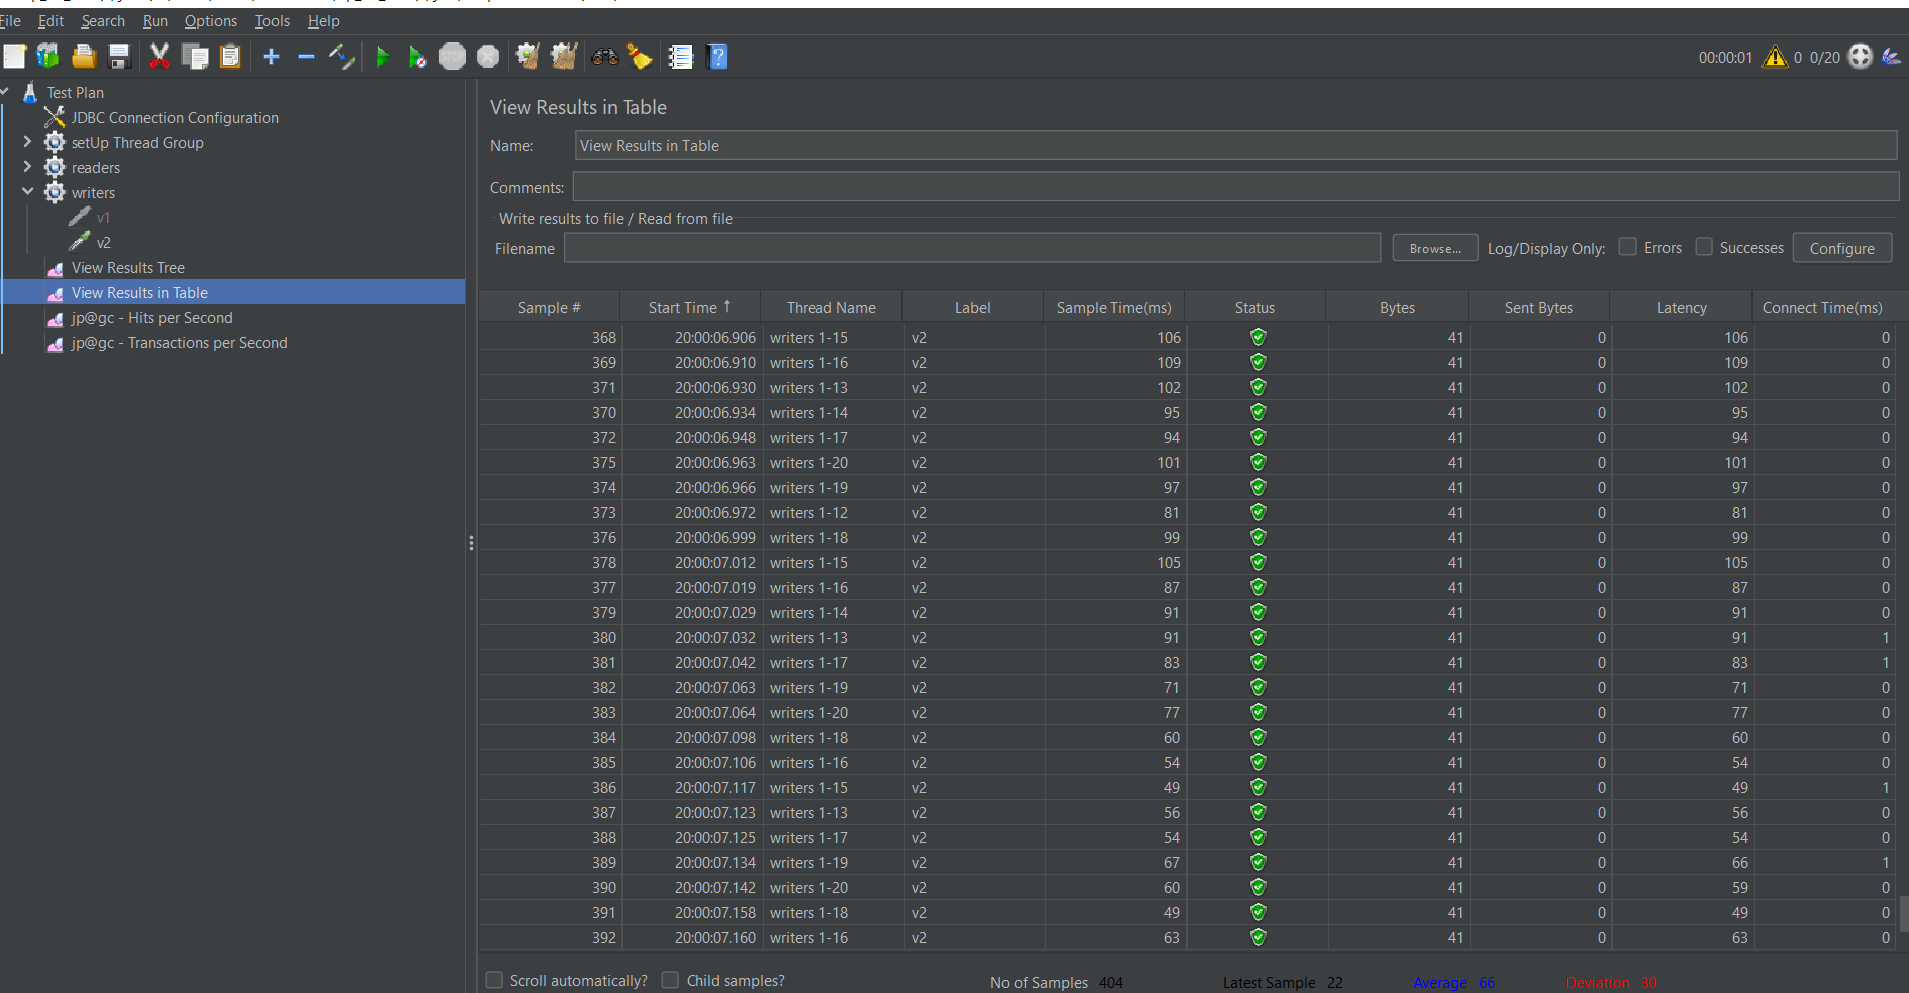 File Edit Search Run Options Tools Help
00:00:01 0 0/20
Test Plan
JDBC Connection Configuration
setUp Thread Group
readers
writers
v1
v2
View Results Tree
View Results in Table
jp@gc - Hits per Second
jp@gc - Transactions per Second
View Results in Table
Name: View Results in Table
Comments:
Write results to file / Read from file
Filename Browse... Log/Display Only: Errors Successes Configure
Sample # Start Time ↑ Thread Name Label Sample Time(ms) Status Bytes Sent Bytes Latency Connect Time(ms)
368 20:00:06.906 writers 1-15 v2 106 41 0 106 0
369 20:00:06.910 writers 1-16 v2 109 41 0 109 0
371 20:00:06.930 writers 1-13 v2 102 41 0 102 0
370 20:00:06.934 writers 1-14 v2 95 41 0 95 0
372 20:00:06.948 writers 1-17 v2 94 41 0 94 0
375 20:00:06.963 writers 1-20 v2 101 41 0 101 0
374 20:00:06.966 writers 1-19 v2 97 41 0 97 0
373 20:00:06.972 writers 1-12 v2 81 41 0 81 0
376 20:00:06.999 writers 1-18 v2 99 41 0 99 0
378 20:00:07.012 writers 1-15 v2 105 41 0 105 0
377 20:00:07.019 writers 1-16 v2 87 41 0 87 0
379 20:00:07.029 writers 1-14 v2 91 41 0 91 0
380 20:00:07.032 writers 1-13 v2 91 41 0 91 1
381 20:00:07.042 writers 1-17 v2 83 41 0 83 1
382 20:00:07.063 writers 1-19 v2 71 41 0 71 0
383 20:00:07.064 writers 1-20 v2 77 41 0 77 0
384 20:00:07.098 writers 1-18 v2 60 41 0 60 0
385 20:00:07.106 writers 1-16 v2 54 41 0 54 0
386 20:00:07.117 writers 1-15 v2 49 41 0 49 1
387 20:00:07.123 writers 1-13 v2 56 41 0 56 0
388 20:00:07.125 writers 1-17 v2 54 41 0 54 0
389 20:00:07.134 writers 1-19 v2 67 41 0 66 1
390 20:00:07.142 writers 1-20 v2 60 41 0 59 0
391 20:00:07.158 writers 1-18 v2 49 41 0 49 0
392 20:00:07.160 writers 1-16 v2 63 41 0 63 0
Scroll automatically? Child samples? No of Samples 404 Latest Sample 22 Average 66 Deviation 30